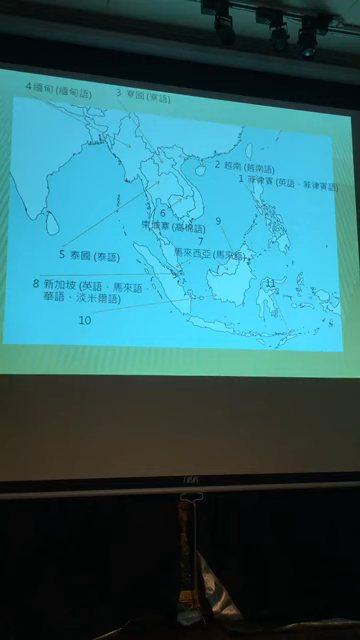 4 緬甸 (緬甸語)
3 寮國 (寮語)
2 越南 (越南語)
1 菲律賓 (英語、菲律賓語)
6
柬埔寨 (高棉語)
9
7
馬來西亞 (馬來語)
5 泰國 (泰語)
8 新加坡 (英語、馬來語、
華語、淡米爾語)
11
10